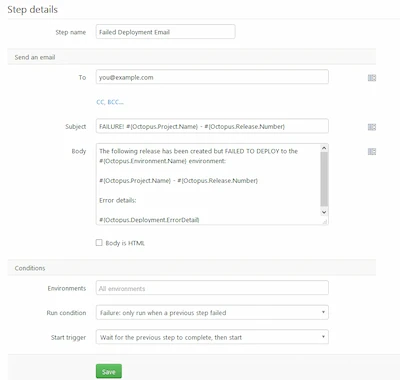 Step details
Step name
Failed Deployment Email
Send an email
To
you@example.com
CC, BCC...
Subject
FAILURE! #{Octopus.Project.Name} - #{Octopus.Release.Number}
Body
The following release has been created but FAILED TO DEPLOY to the
#{Octopus.Environment.Name} environment:
#{Octopus.Project.Name} - #{Octopus.Release.Number}
Error details:
#{Octopus.Deployment.ErrorDetail}
Body is HTML
Conditions
Environments
All environments
Run condition
Failure: only run when a previous step failed
Start trigger
Wait for the previous step to complete, then start
Save